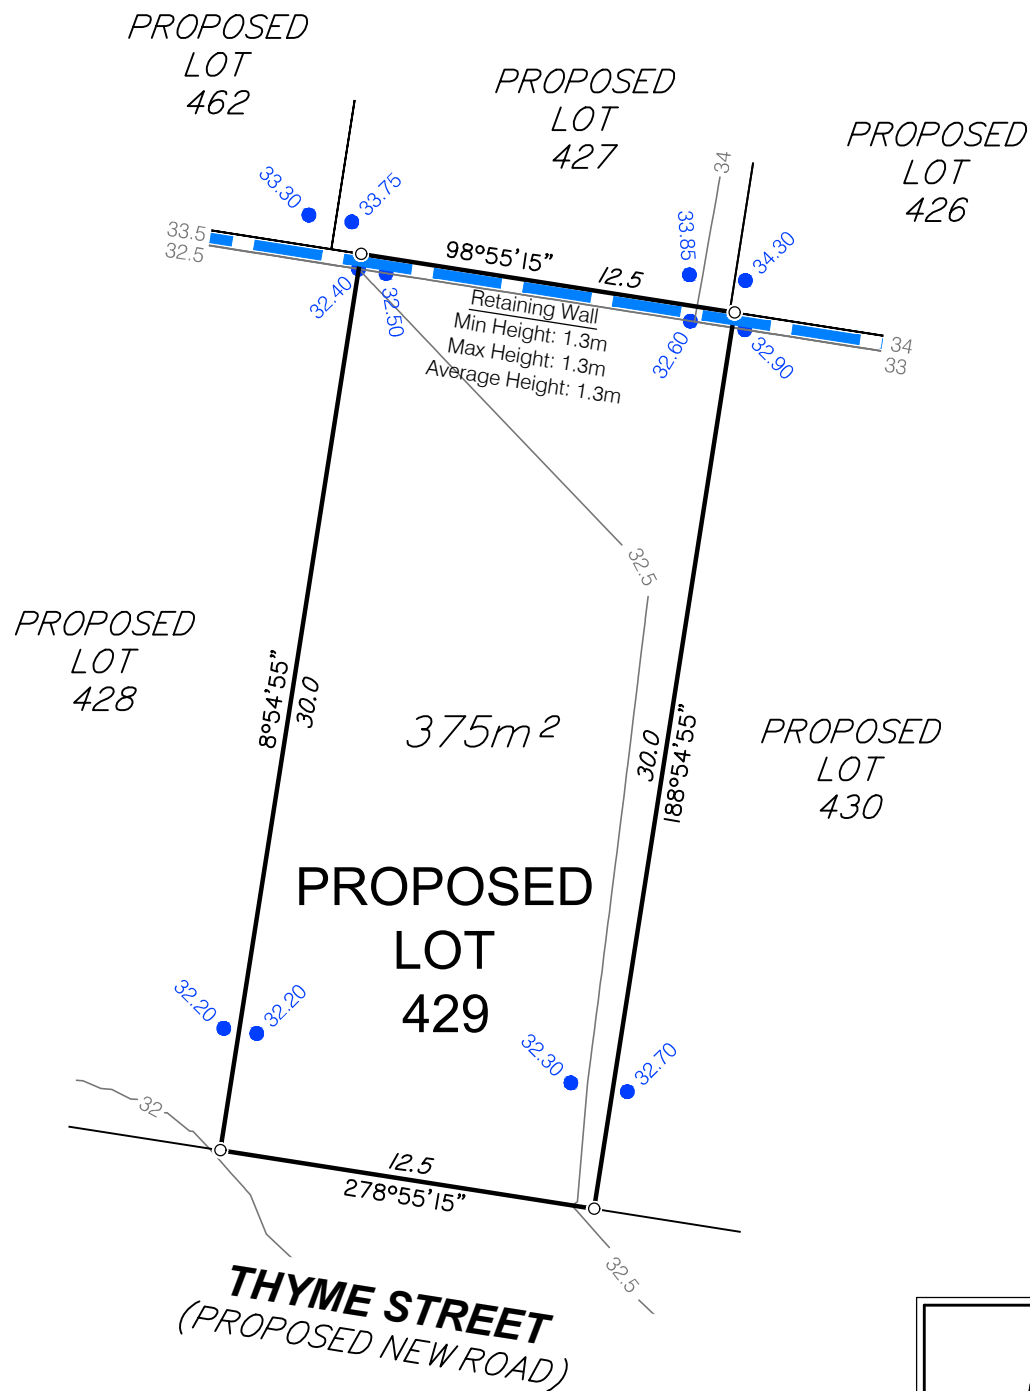 PROPOSED
LOT
462
PROPOSED
LOT
427
PROPOSED
LOT
426
34
33.30
33.75
33.85
34.30
33.5
32.5
98°55'15"
12.5
32.40
32.50
Retaining Wall
Min Height: 1.3m
Max Height: 1.3m
Average Height: 1.3m
32.60
32.90
34
33
32.5
PROPOSED
LOT
428
8°54'55"
30.0
375m²
30.0
188°54'55"
PROPOSED
LOT
430
PROPOSED
LOT
429
32.20
32.20
32.30
32.70
32
12.5
278°55'15"
32.5
THYME STREET
(PROPOSED NEW ROAD)